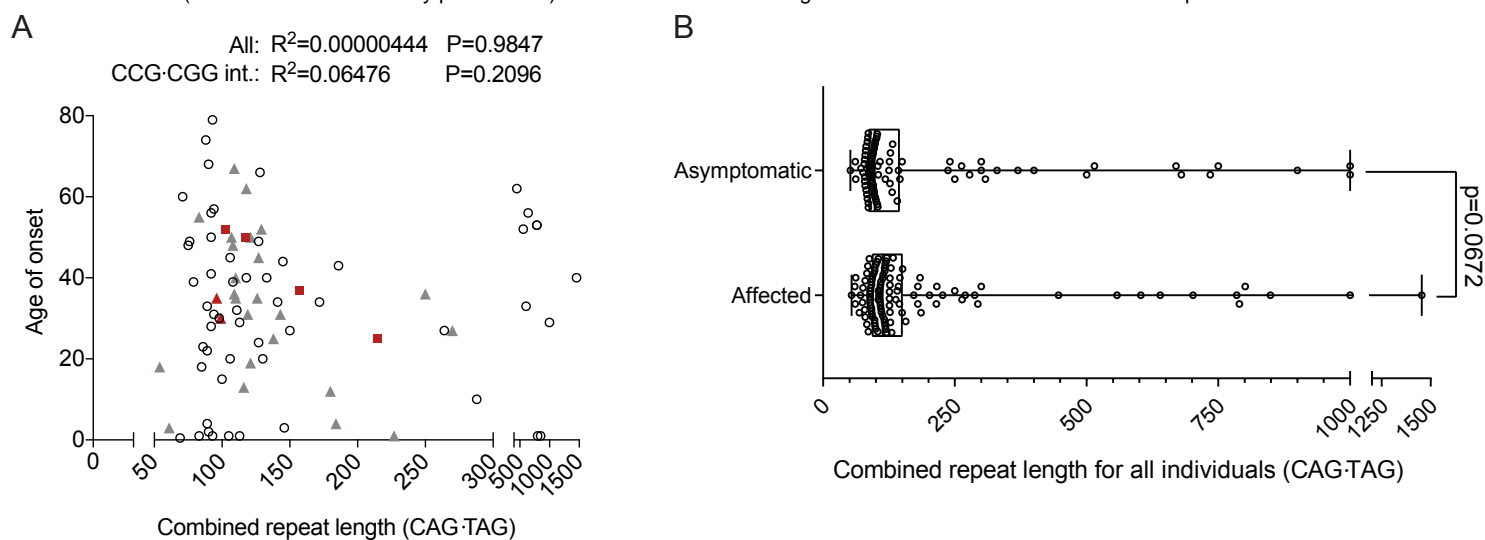 A
All: R²=0.00000444 P=0.9847
CCG·CGG int.: R²=0.06476 P=0.2096
Age of onset
80
60
40
20
0
0 50 100 150 200 250 300 500 1000 1500
Combined repeat length (CAG·TAG)
B
Asymptomatic
Affected
p=0.0672
0 250 500 750 1000 1250 1500
Combined repeat length for all individuals (CAG·TAG)